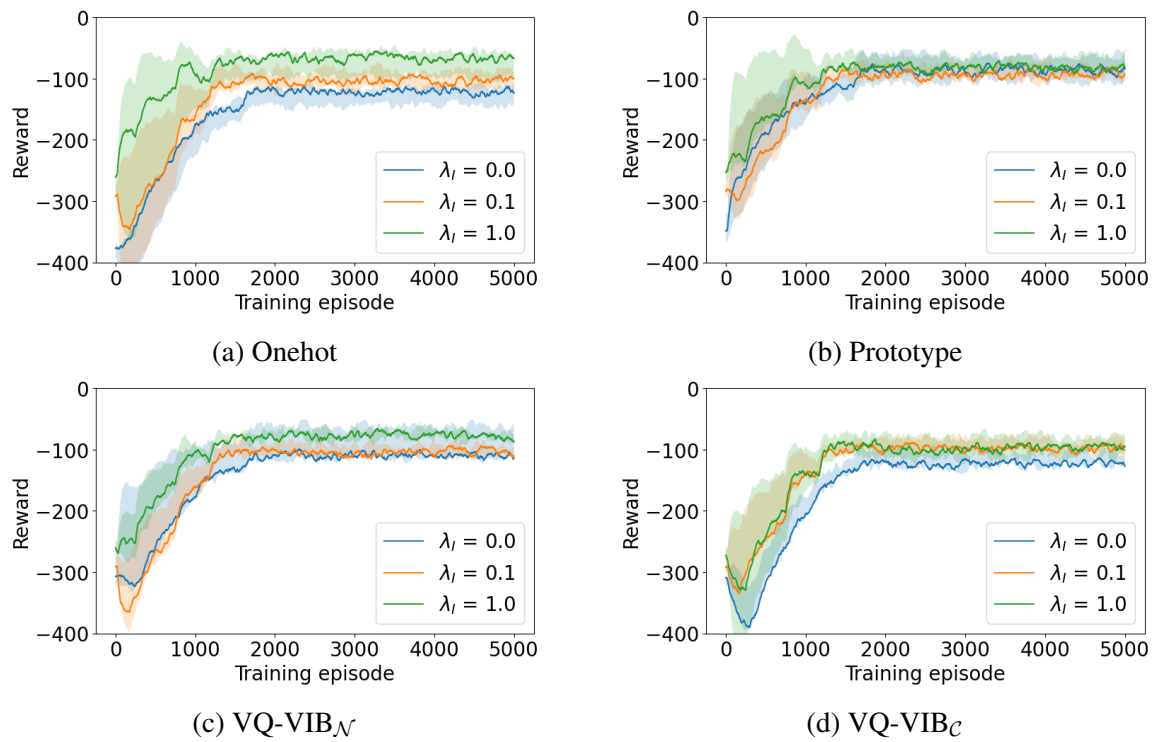 0
−100
−200
−300
−400
Reward
λI = 0.0
λI = 0.1
λI = 1.0
0 1000 2000 3000 4000 5000
Training episode
(a) Onehot
0
−100
−200
−300
−400
Reward
λI = 0.0
λI = 0.1
λI = 1.0
0 1000 2000 3000 4000 5000
Training episode
(b) Prototype
0
−100
−200
−300
−400
Reward
λI = 0.0
λI = 0.1
λI = 1.0
0 1000 2000 3000 4000 5000
Training episode
(c) VQ-VIB𝒩
0
−100
−200
−300
−400
Reward
λI = 0.0
λI = 0.1
λI = 1.0
0 1000 2000 3000 4000 5000
Training episode
(d) VQ-VIB𝒞